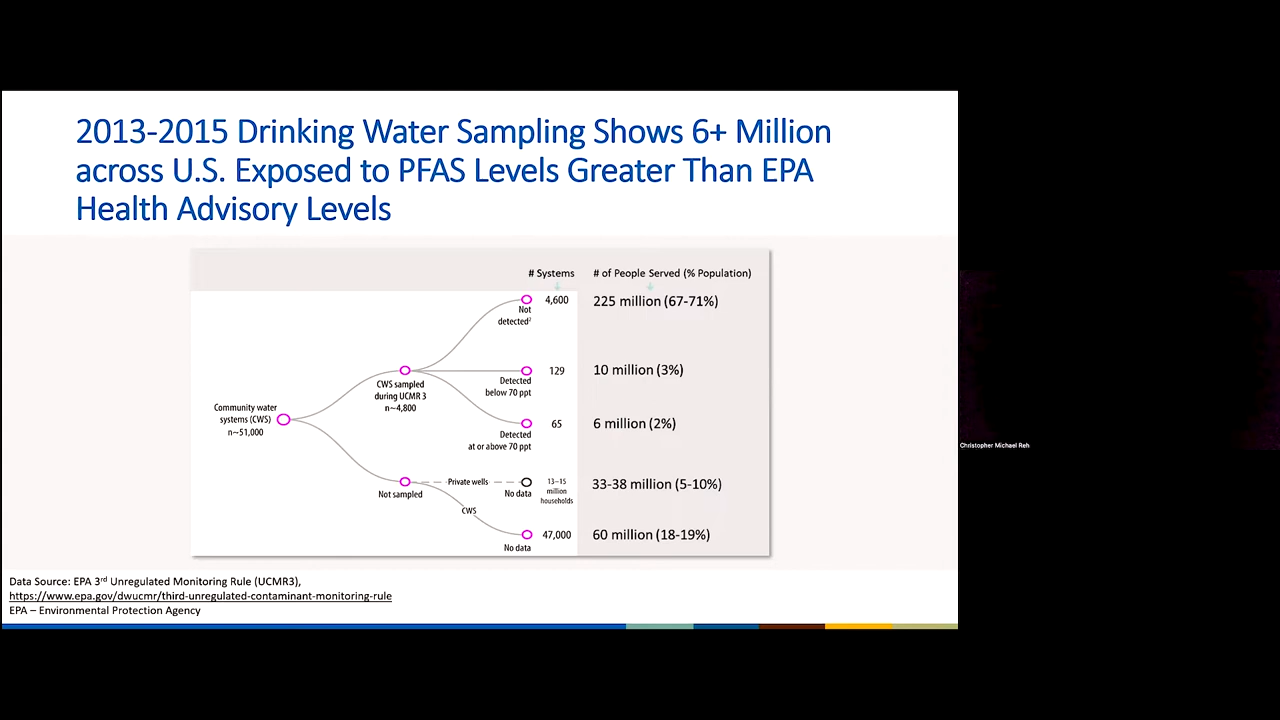 2013-2015 Drinking Water Sampling Shows 6+ Million
across U.S. Exposed to PFAS Levels Greater Than EPA
Health Advisory Levels
# Systems
# of People Served (% Population)
Not
detected²
4,600
225 million (67-71%)
CWS sampled
during UCMR 3
n~4,800
Detected
below 70 ppt
129
10 million (3%)
Community water
systems (CWS)
n~51,000
Detected
at or above 70 ppt
65
6 million (2%)
Not sampled
Private wells
No data
13–15
million
households
33-38 million (5-10%)
CWS
No data
47,000
60 million (18-19%)
Christopher Michael Reh
Data Source: EPA 3rd Unregulated Monitoring Rule (UCMR3),
https://www.epa.gov/dwucmr/third-unregulated-contaminant-monitoring-rule
EPA – Environmental Protection Agency